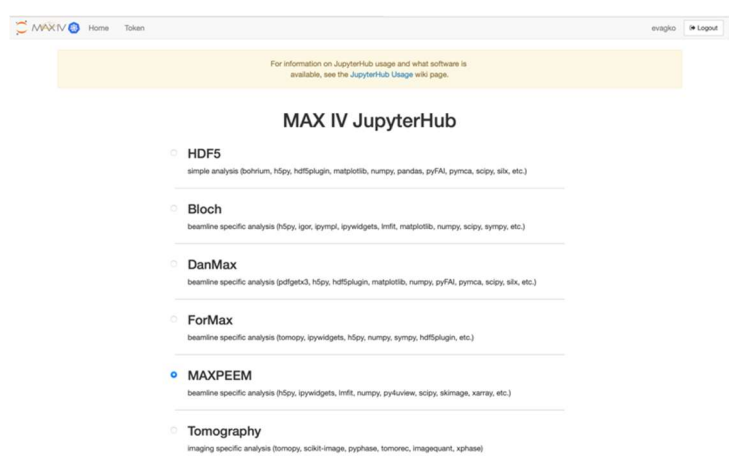 MAX IV Home Token evagko Logout
For information on JupyterHub usage and what software is
available, see the JupyterHub Usage wiki page.
MAX IV JupyterHub
HDF5
simple analysis (bohrium, h5py, hdf5plugin, matplotlib, numpy, pandas, pyFAI, pymca, scipy, silx, etc.)
Bloch
beamline specific analysis (h5py, igor, ipympl, ipywidgets, lmfit, matplotlib, numpy, scipy, sympy, etc.)
DanMax
beamline specific analysis (pdfgetx3, h5py, hdf5plugin, matplotlib, numpy, pyFAI, pymca, scipy, silx, etc.)
ForMax
beamline specific analysis (tomopy, ipywidgets, h5py, numpy, sympy, hdf5plugin, etc.)
MAXPEEM
beamline specific analysis (h5py, ipywidgets, lmfit, numpy, py4uview, scipy, skimage, xarray, etc.)
Tomography
imaging specific analysis (tomopy, scikit-image, pyphase, tomorec, imagequant, xphase)